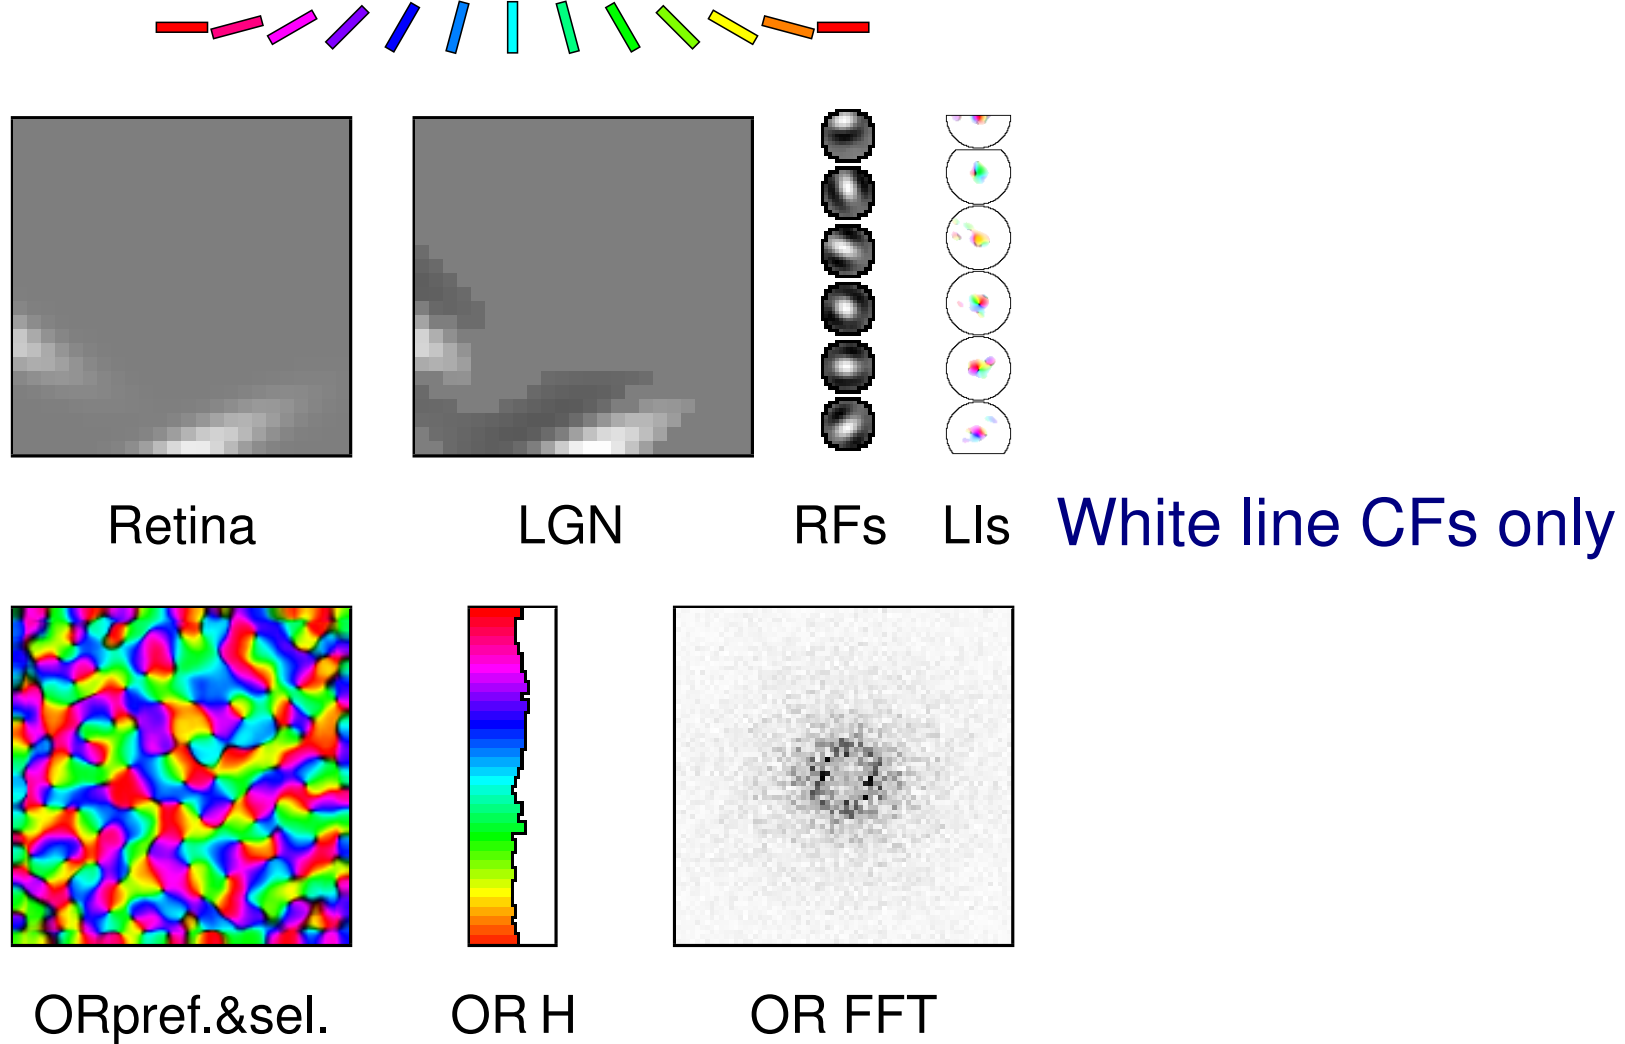 Retina
LGN
RFs
LIs
White line CFs only
ORpref.&sel.
OR H
OR FFT